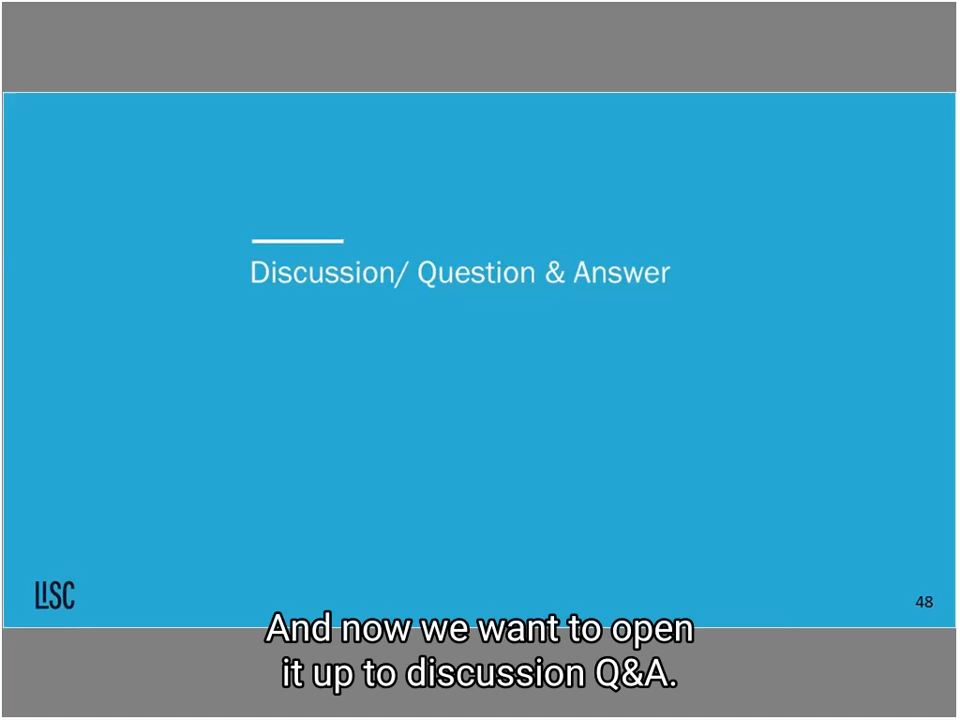 Discussion/ Question & Answer
LISC
48
And now we want to open
it up to discussion Q&A.